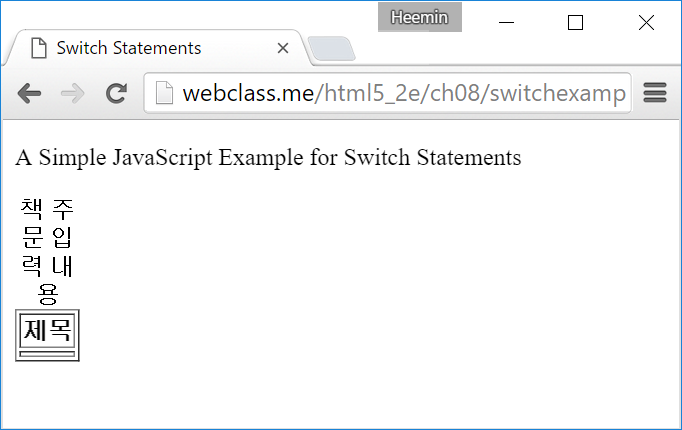 Heemin
Switch Statements
webclass.me/html5_2e/ch08/switchexamp
A Simple JavaScript Example for Switch Statements
책 주
문 입
력 내
용
제목